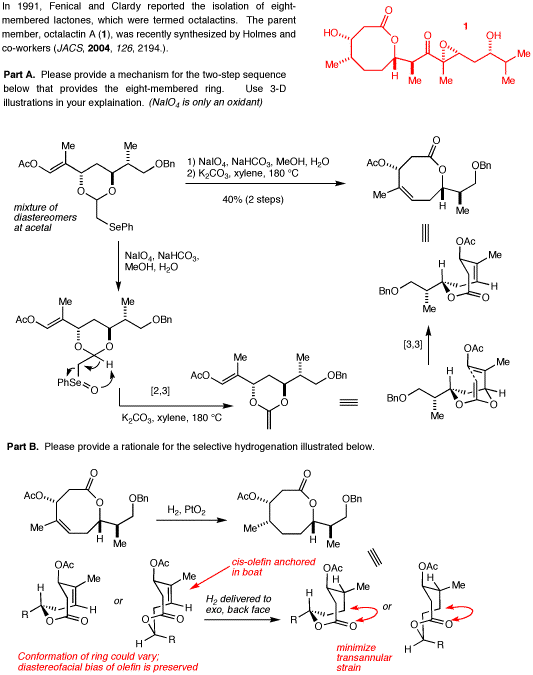 In 1991, Fenical and Clardy reported the isolation of eight-
membered lactones, which were termed octalactins. The parent
member, octalactin A (1), was recently synthesized by Holmes and
co-workers (JACS, 2004, 126, 2194.).
Part A. Please provide a mechanism for the two-step sequence
below that provides the eight-membered ring. Use 3-D
illustrations in your explaination. (NaIO4 is only an oxidant)
1
O
HO
O
O
O
OH
Me
H
Me
Me
Me
Me
Me
Me
AcO
OBn
O
O
SePh
mixture of
diastereomers
at acetal
1) NaIO4, NaHCO3, MeOH, H2O
2) K2CO3, xylene, 180 °C
40% (2 steps)
O
AcO
O
OBn
Me
H
Me
NaIO4, NaHCO3,
MeOH, H2O
OAc
H
Me
BnO
H
Me
O
O
Me
Me
AcO
OBn
O
O
H
PhSe=O
[2,3]
K2CO3, xylene, 180 °C
Me
Me
AcO
OBn
O
O
[3,3]
OAc
Me
H
BnO
H
Me
O
O
Part B. Please provide a rationale for the selective hydrogenation illustrated below.
O
AcO
O
OBn
Me
H
Me
H2, PtO2
O
AcO
O
OBn
Me
H
Me
cis-olefin anchored
in boat
OAc
H
Me
H
R
O
O
or
OAc
Me
H
O
O
H
R
H2 delivered to
exo, back face
OAc
H
Me
H
R
O
O
or
OAc
H
Me
O
O
H
R
Conformation of ring could vary;
diastereofacial bias of olefin is preserved
minimize
transannular
strain